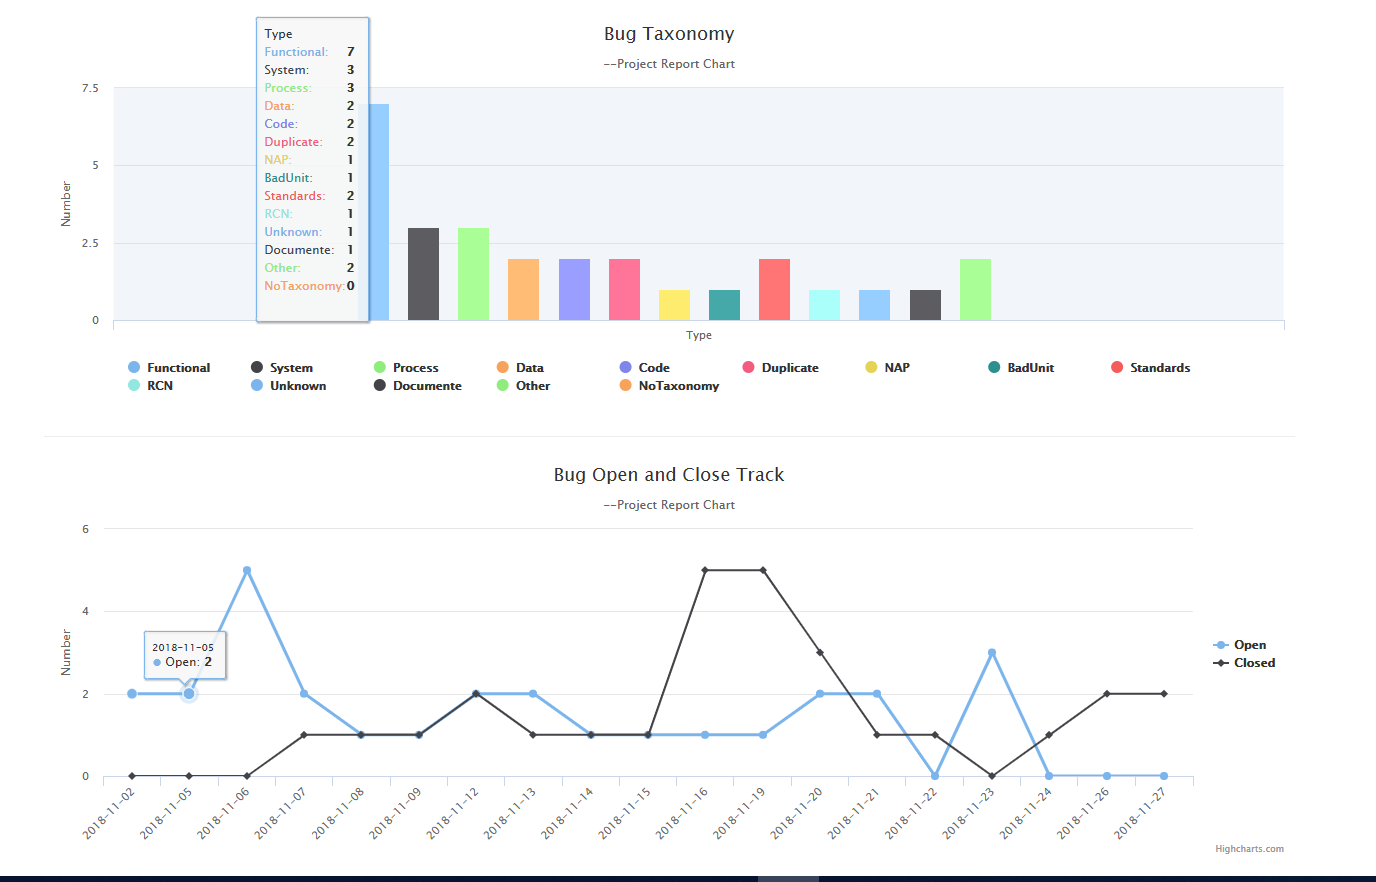 Bug Taxonomy
--Project Report Chart
Type
Functional: 7
System: 3
Process: 3
Data: 2
Code: 2
Duplicate: 2
NAP: 1
BadUnit: 1
Standards: 2
RCN: 1
Unknown: 1
Documente: 1
Other: 2
NoTaxonomy: 0
7.5
5
2.5
0
Number
Type
Functional System Process Data Code Duplicate NAP BadUnit Standards
RCN Unknown Documente Other NoTaxonomy
Bug Open and Close Track
--Project Report Chart
6
4
2
0
Number
2018-11-05
Open: 2
Open
Closed
2018-11-02
2018-11-05
2018-11-06
2018-11-07
2018-11-08
2018-11-09
2018-11-12
2018-11-13
2018-11-14
2018-11-15
2018-11-16
2018-11-19
2018-11-20
2018-11-21
2018-11-22
2018-11-23
2018-11-24
2018-11-26
2018-11-27
Highcharts.com